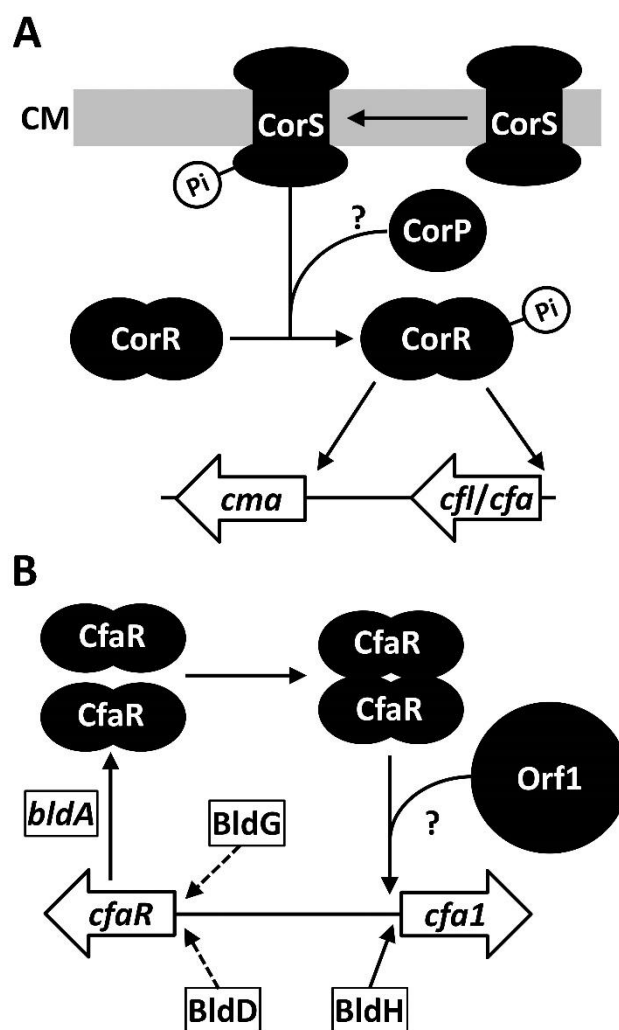 A
CM
CorS
CorS
Pi
?
CorP
CorR
CorR
Pi
cma
cfl/cfa
B
CfaR
CfaR
CfaR
CfaR
Orf1
bldA
BldG
?
cfaR
cfa1
BldD
BldH